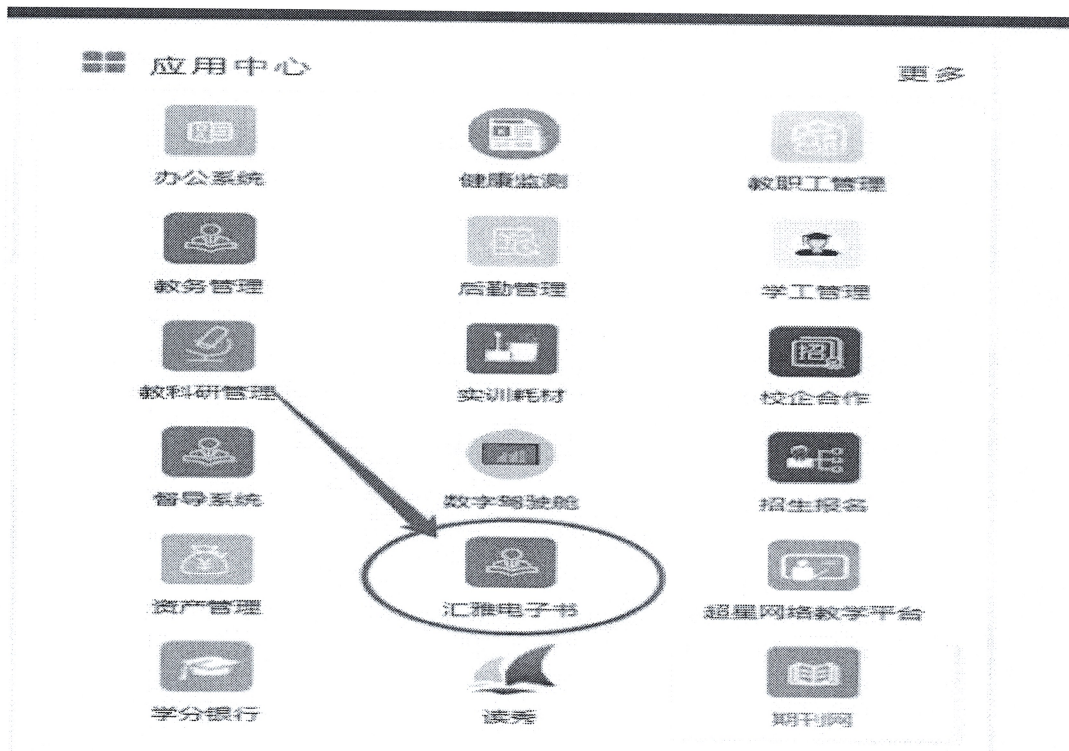 应用中心
更多
办公系统
健康监测
教职工管理
教务管理
后勤管理
学工管理
招
教科研管理
实训耗材
校企合作
督导系统
数字驾驶舱
招生报名
¥
资产管理
汇雅电子书
超星网络教学平台
学分银行
读秀
期刊网